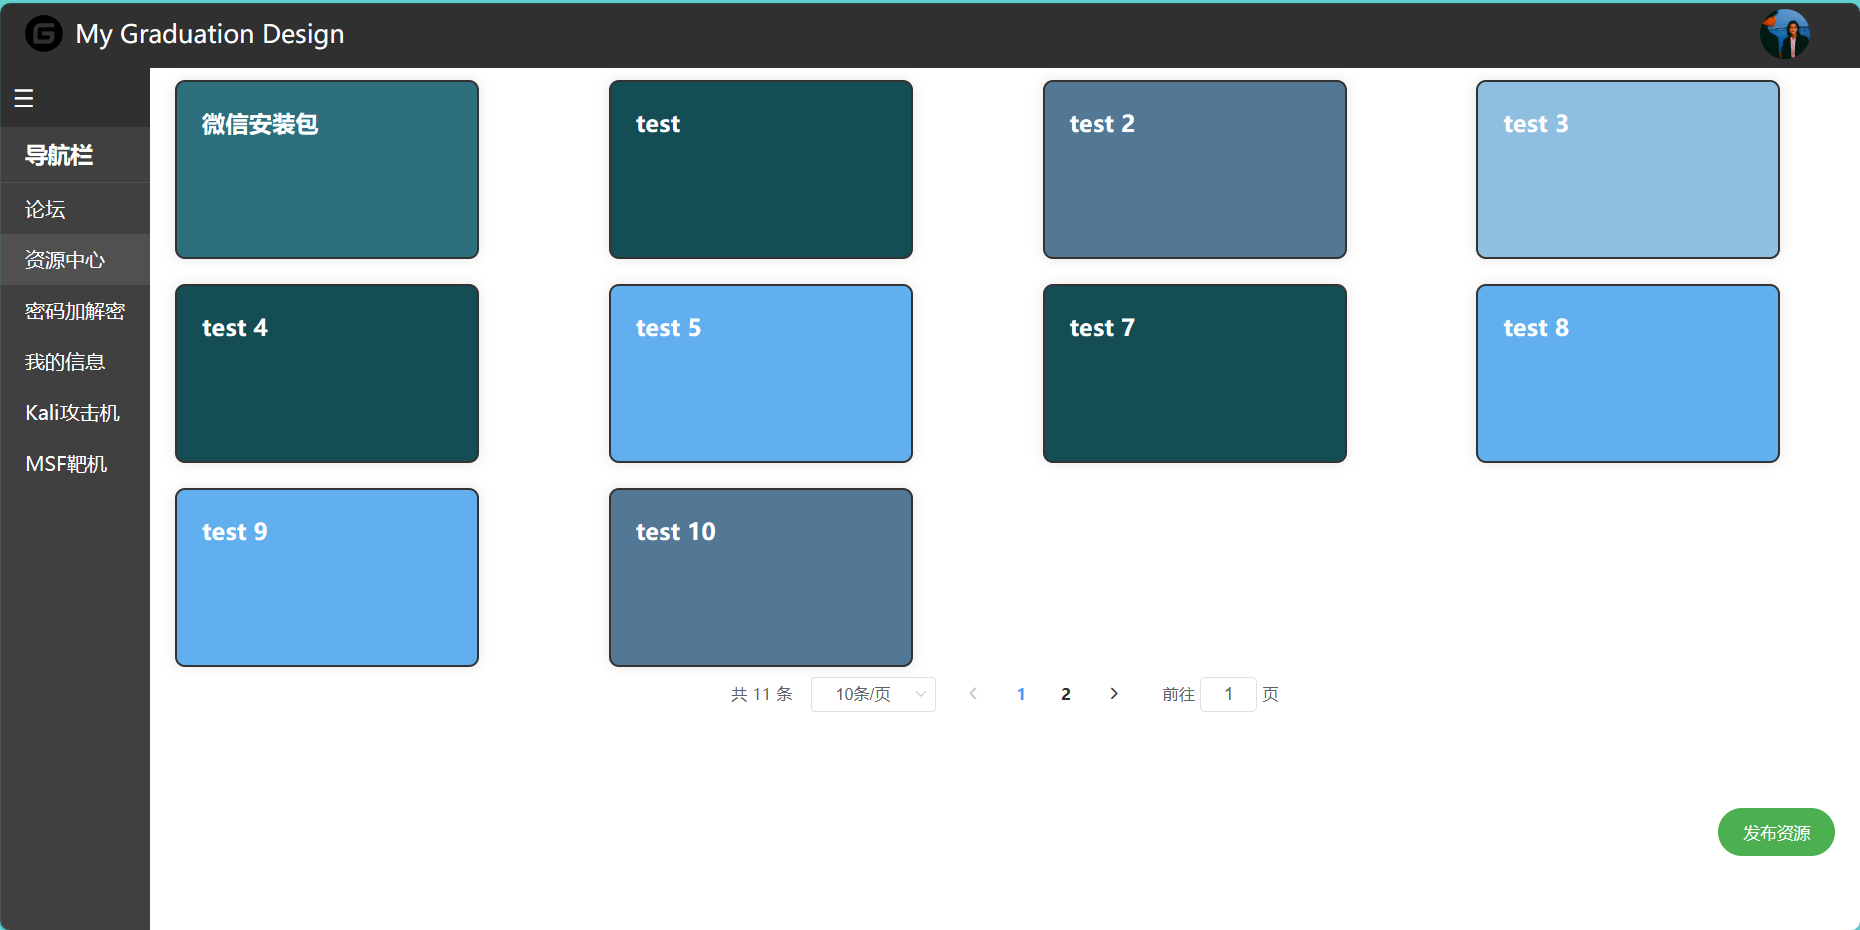 My Graduation Design
☰
导航栏
论坛
资源中心
密码加解密
我的信息
Kali攻击机
MSF靶机
微信安装包
test
test 2
test 3
test 4
test 5
test 7
test 8
test 9
test 10
共 11 条
10条/页
1
2
前往 1 页
发布资源